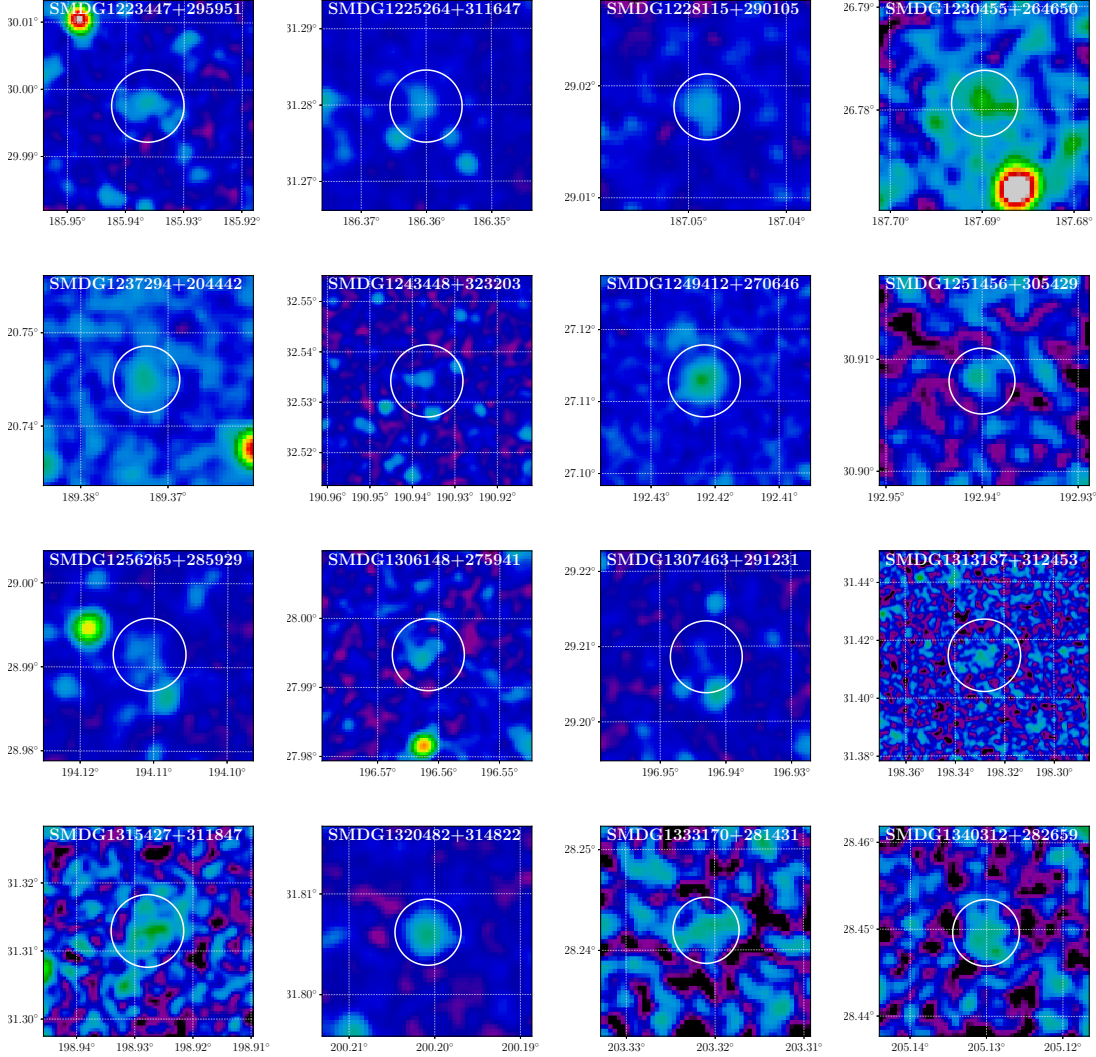 SMDG1223447+295951 SMDG1225264+311647 SMDG1228115+290105 SMDG1230455+264650
30.01° 30.00° 29.99°
185.95° 185.94° 185.93° 185.92°
31.29° 31.28° 31.27°
186.37° 186.36° 186.35°
29.02° 29.01°
187.05° 187.04°
26.79° 26.78°
187.70° 187.69° 187.68°
SMDG1237294+204442 SMDG1243448+323203 SMDG1249412+270646 SMDG1251456+305429
20.75° 20.74°
189.38° 189.37°
32.55° 32.54° 32.53° 32.52°
190.96° 190.95° 190.94° 190.93° 190.92°
27.12° 27.11° 27.10°
192.43° 192.42° 192.41°
30.91° 30.90°
192.95° 192.94° 192.93°
SMDG1256265+285929 SMDG1306148+275941 SMDG1307463+291231 SMDG1313187+312453
29.00° 28.99° 28.98°
194.12° 194.11° 194.10°
28.00° 27.99° 27.98°
196.57° 196.56° 196.55°
29.22° 29.21° 29.20°
196.95° 196.94° 196.93°
31.44° 31.42° 31.40° 31.38°
198.36° 198.34° 198.32° 198.30°
SMDG1315427+311847 SMDG1320482+314822 SMDG1333170+281431 SMDG1340312+282659
31.32° 31.31° 31.30°
198.94° 198.93° 198.92° 198.91°
31.81° 31.80°
200.21° 200.20° 200.19°
28.25° 28.24°
203.33° 203.32° 203.31°
28.46° 28.45° 28.44°
205.14° 205.13° 205.12°